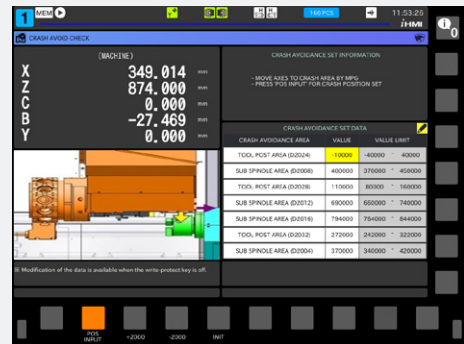 1 MEM 166 PCS 11:53:26
iHMI
CRASH AVOID CHECK
0
(MACHINE)
X 349.014 mm
Z 874.000 mm
C 0.000 mm
B -27.469 mm
Y 0.000 mm
CRASH AVOIDANCE SET INFORMATION
- MOVE AXES TO CRASH AREA BY MPG
- PRESS 'POS INPUT' FOR CRASH POSITION SET
CRASH AVOIDANCE SET DATA
CRASH AVOIDANCE AREA VALUE VALUE LIMIT
TOOL POST AREA (D2024) -10000 -40000 ~ 40000
SUB SPINDLE AREA (D2008) 400000 370000 ~ 450000
TOOL POST AREA (D2028) 110000 80000 ~ 160000
SUB SPINDLE AREA (D2012) 690000 660000 ~ 740000
SUB SPINDLE AREA (D2016) 794000 764000 ~ 844000
TOOL POST AREA (D2032) 272000 242000 ~ 322000
SUB SPINDLE AREA (D2004) 370000 340000 ~ 420000
※ Modification of the data is available when the write-protect key is off.
POS INPUT
+2000
-2000
INIT